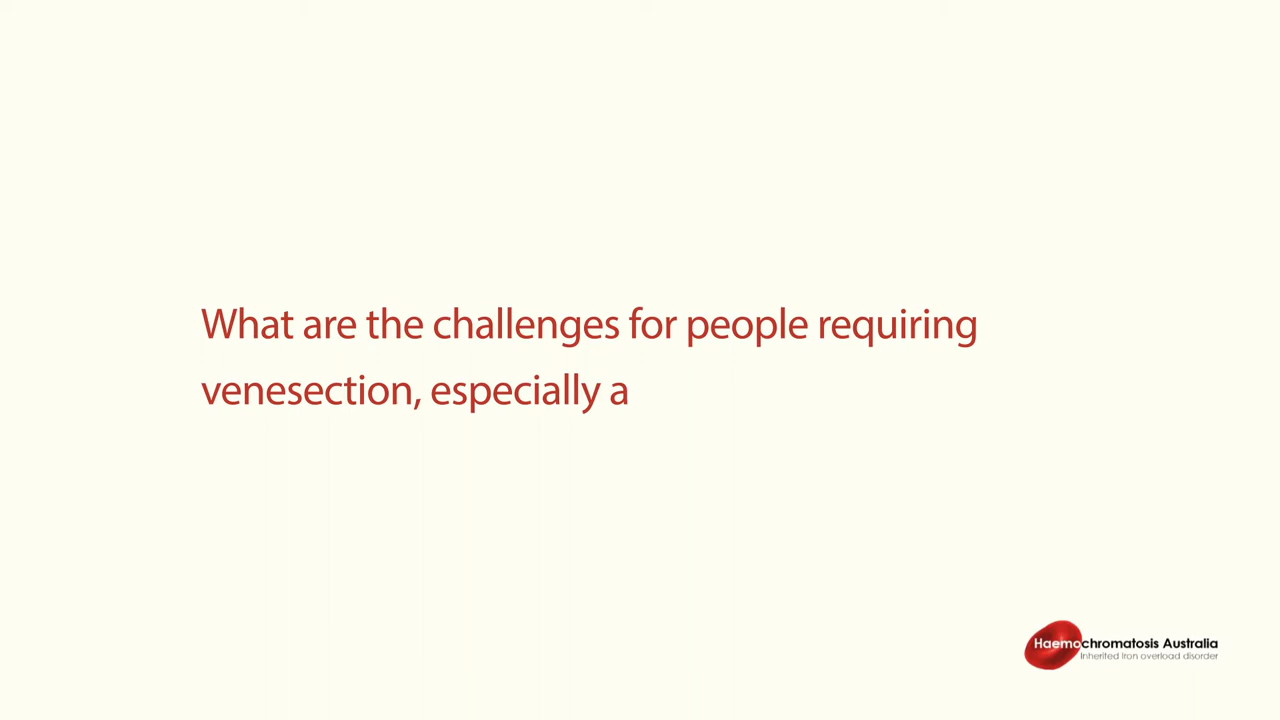 What are the challenges for people requiring
venesection, especially a
Haemochromatosis Australia
Inherited Iron overload disorder